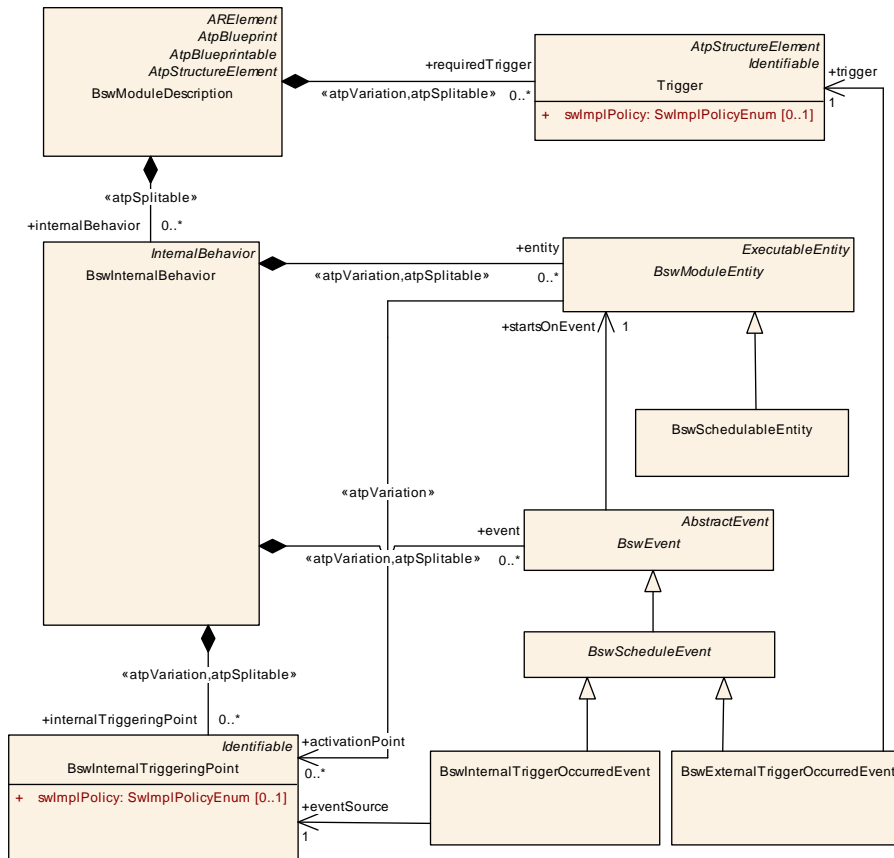 ARElement
AtpBlueprint
AtpBlueprintable
AtpStructureElement
BswModuleDescription
+requiredTrigger
«atpVariation,atpSplitable»
0..*
AtpStructureElement
Identifiable
Trigger
+ swImplPolicy: SwImplPolicyEnum [0..1]
+trigger
1
«atpSplitable»
+internalBehavior
0..*
InternalBehavior
BswInternalBehavior
+entity
«atpVariation,atpSplitable»
0..*
ExecutableEntity
BswModuleEntity
+startsOnEvent
1
BswSchedulableEntity
«atpVariation»
+event
«atpVariation,atpSplitable»
0..*
AbstractEvent
BswEvent
BswScheduleEvent
«atpVariation,atpSplitable»
+internalTriggeringPoint
0..*
Identifiable
BswInternalTriggeringPoint
+ swImplPolicy: SwImplPolicyEnum [0..1]
+activationPoint
0..*
+eventSource
1
BswInternalTriggerOccurredEvent
BswExternalTriggerOccurredEvent